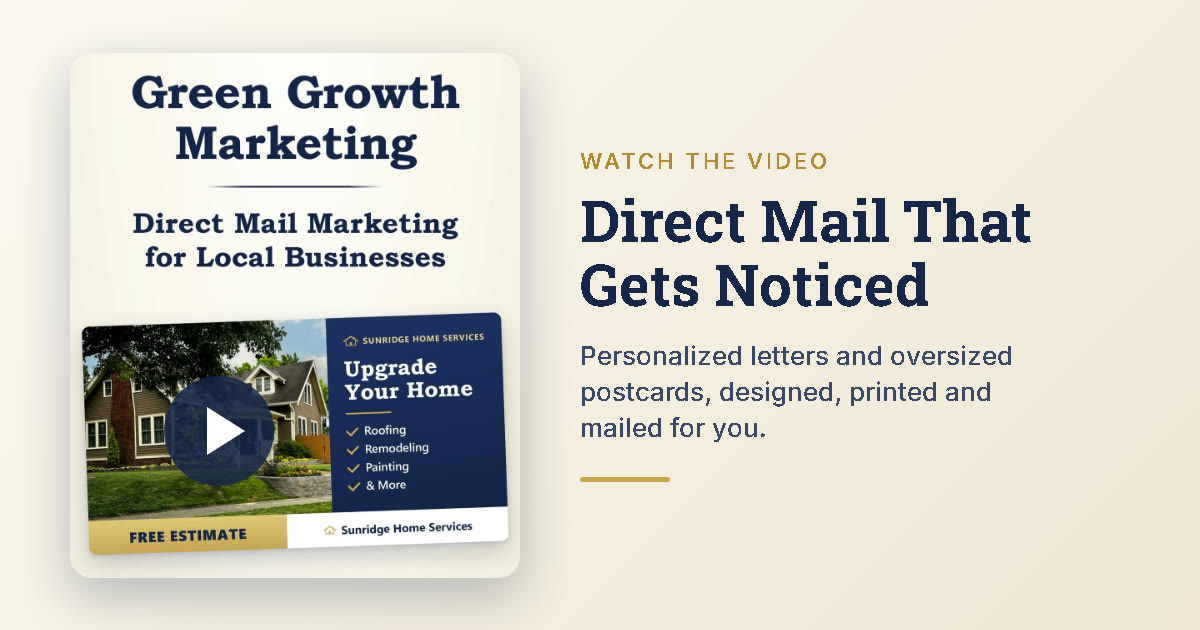 Green Growth
Marketing
Direct Mail Marketing
for Local Businesses
SUNRIDGE HOME SERVICES
Upgrade
Your Home
Roofing
Remodeling
Painting
& More
FREE ESTIMATE
Sunridge Home Services
WATCH THE VIDEO
Direct Mail That
Gets Noticed
Personalized letters and oversized
postcards, designed, printed and
mailed for you.